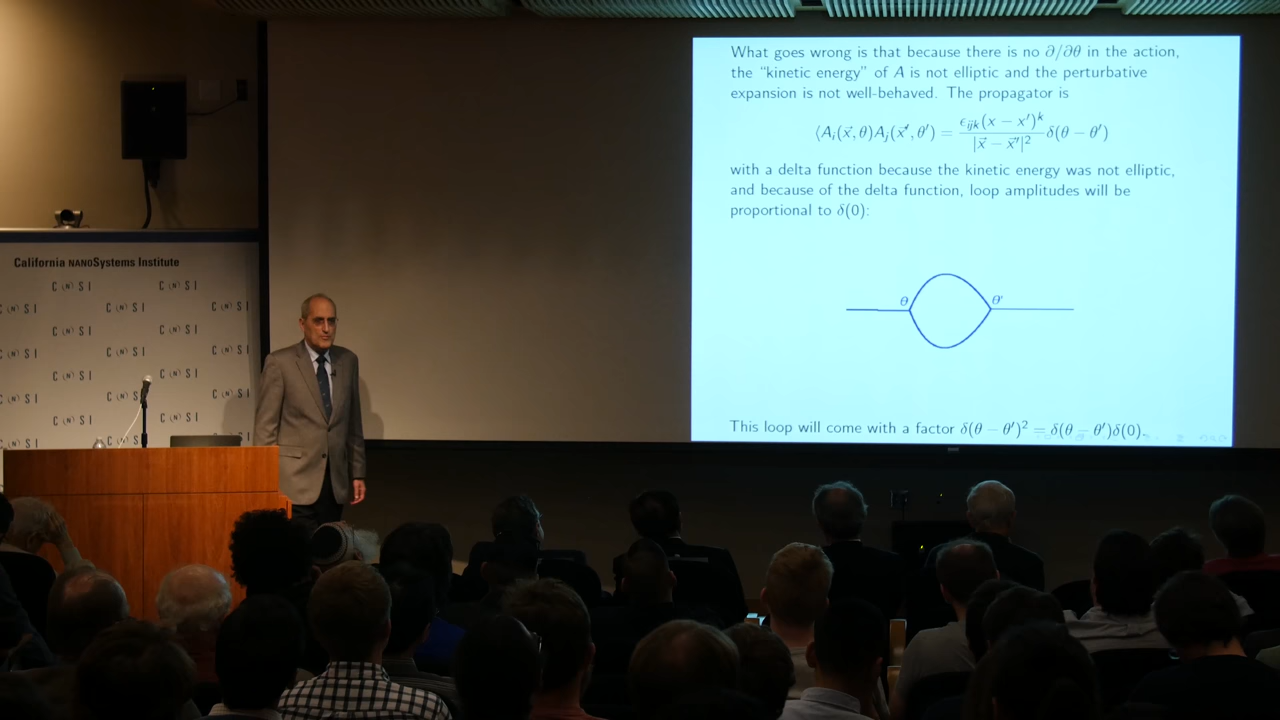 What goes wrong is that because there is no ∂/∂θ in the action,
the “kinetic energy” of A is not elliptic and the perturbative
expansion is not well-behaved. The propagator is
⟨A_i(x⃗, θ)A_j(x⃗′, θ′) = ϵ_ijk(x − x′)^k / |x⃗ − x⃗′|² δ(θ − θ′)
with a delta function because the kinetic energy was not elliptic,
and because of the delta function, loop amplitudes will be
proportional to δ(0):
θ θ'
This loop will come with a factor δ(θ − θ′)² = δ(θ − θ′)δ(0).
California NANOSystems Institute
C (N) S I C (N) S I
C (N) S I C (N) S I C (N) S I
C (N) S I C (N) S I
C (N) S I C (N) S I C (N) S I
C (N) S I C (N) S I
C (N) S I C (N) S I C (N) S I
C (N) S I C (N) S I
C (N) S I C (N) S I